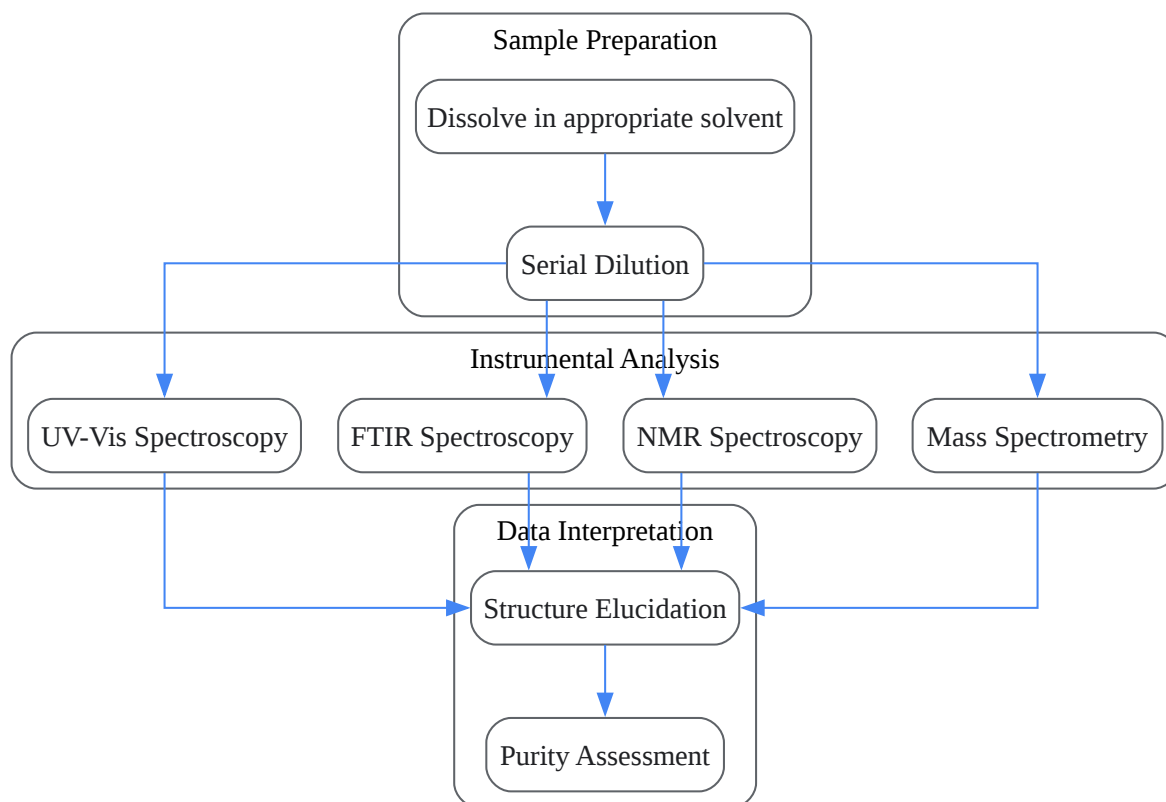 Sample Preparation
Dissolve in appropriate solvent
Serial Dilution
Instrumental Analysis
UV-Vis Spectroscopy
FTIR Spectroscopy
NMR Spectroscopy
Mass Spectrometry
Data Interpretation
Structure Elucidation
Purity Assessment